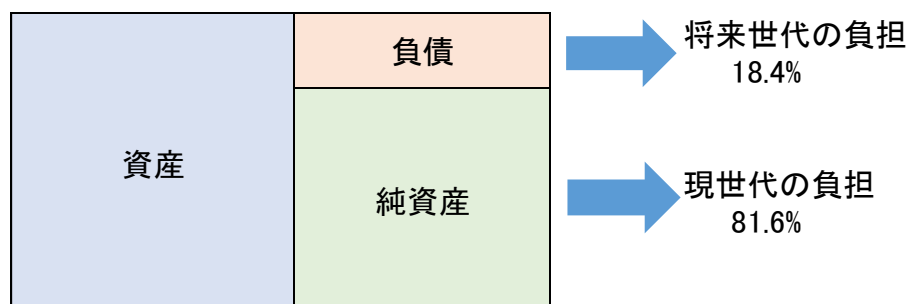 資産
負債
純資産
将来世代の負担
18.4%
現世代の負担
81.6%